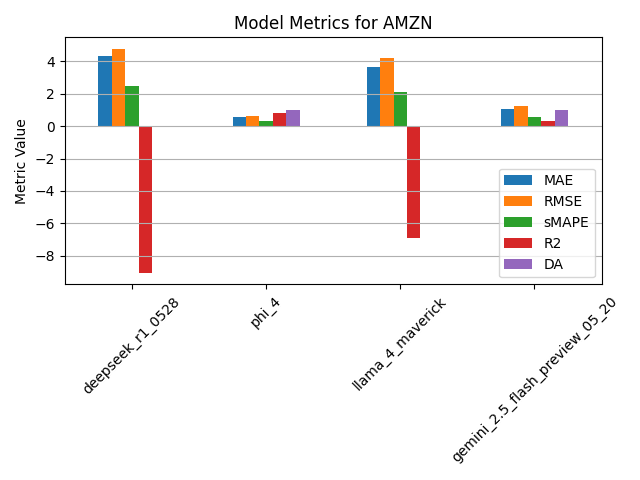 Model Metrics for AMZN
Metric Value
4
2
0
−2
−4
−6
−8
MAE
RMSE
sMAPE
R2
DA
deepseek_r1_0528
phi_4
llama_4_maverick
gemini_2.5_flash_preview_05_20